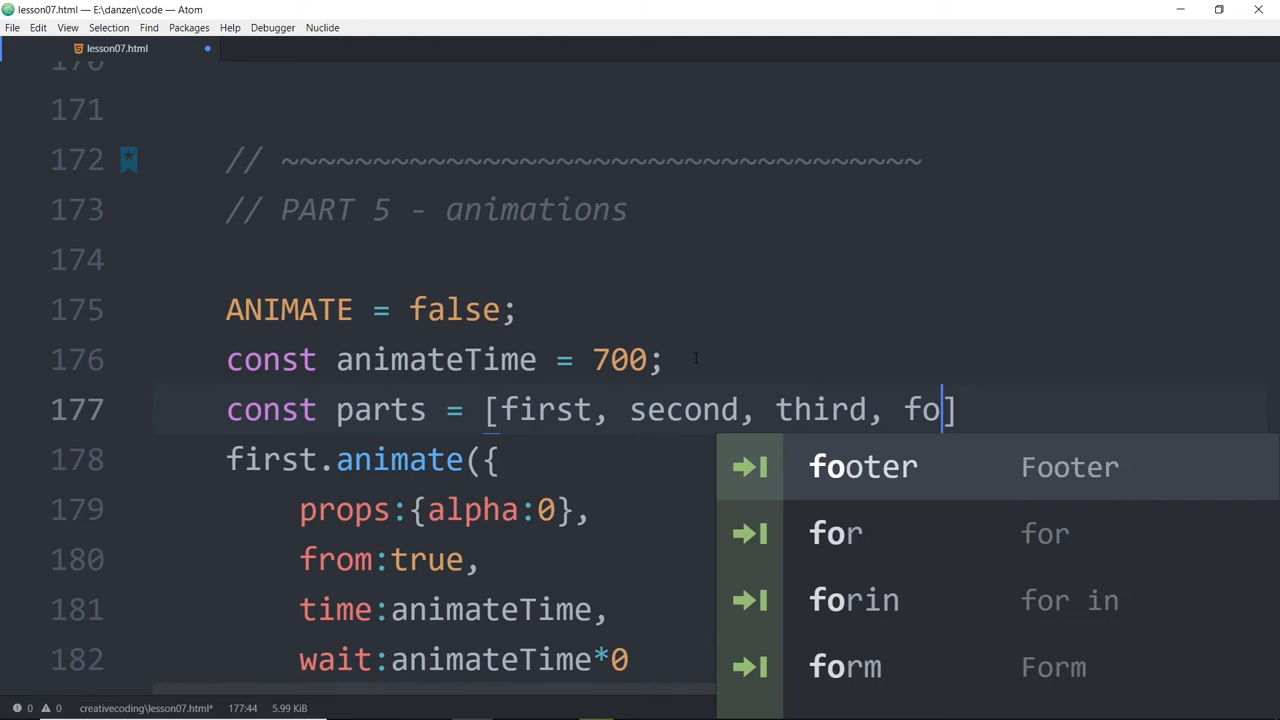 lesson07.html — E:\danzen\code — Atom
File Edit View Selection Find Packages Help Debugger Nuclide
lesson07.html
170
171
172 // ~~~~~~~~~~~~~~~~~~~~~~~~~~~~~~~~~~~
173 // PART 5 - animations
174
175 ANIMATE = false;
176 const animateTime = 700;
177 const parts = [first, second, third, fo]
178 first.animate({
footer Footer
179 props:{alpha:0},
for for
180 from:true,
forin for in
181 time:animateTime,
form Form
182 wait:animateTime*0
0 0 creativecoding\lesson07.html* 177:44 5.99 KiB